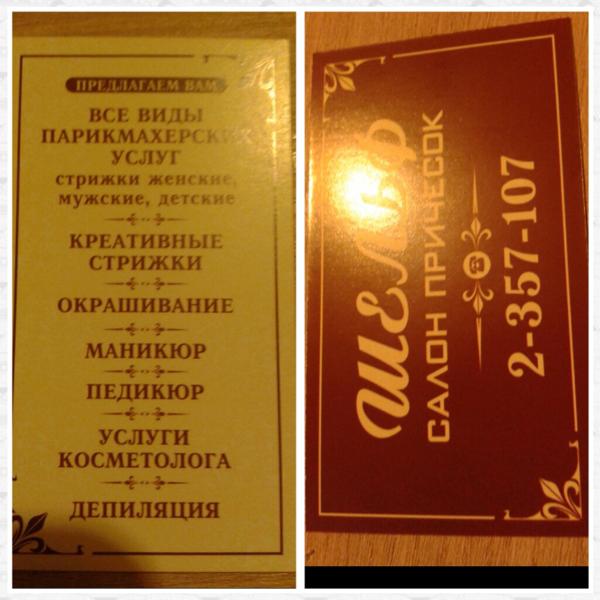 ПРЕДЛАГАЕМ ВАМ
ВСЕ ВИДЫ
ПАРИКМАХЕРСКИХ
УСЛУГ
стрижки женские,
мужские, детские
КРЕАТИВНЫЕ
СТРИЖКИ
ОКРАШИВАНИЕ
МАНИКЮР
ПЕДИКЮР
УСЛУГИ
КОСМЕТОЛОГА
ДЕПИЛЯЦИЯ
ШЕЛЬФ
САЛОН ПРИЧЕСОК
2-357-107